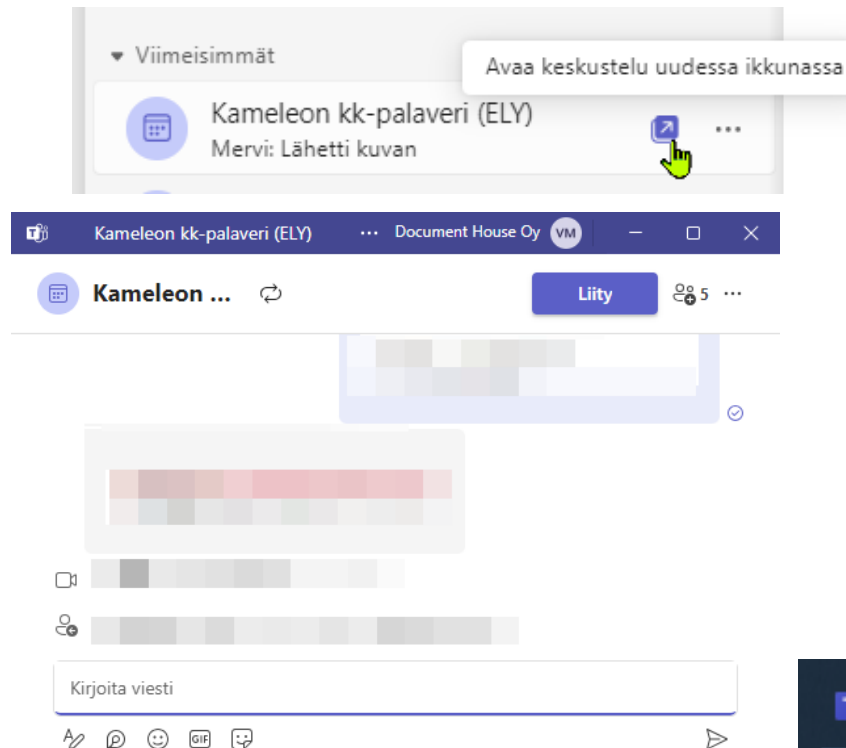 Viimeisimmät
Avaa keskustelu uudessa ikkunassa
Kameleon kk-palaveri (ELY)
Mervi: Lähetti kuvan
Kameleon kk-palaveri (ELY) ... Document House Oy VM
Kameleon ... Liity 5 ...
Kirjoita viesti
GIF